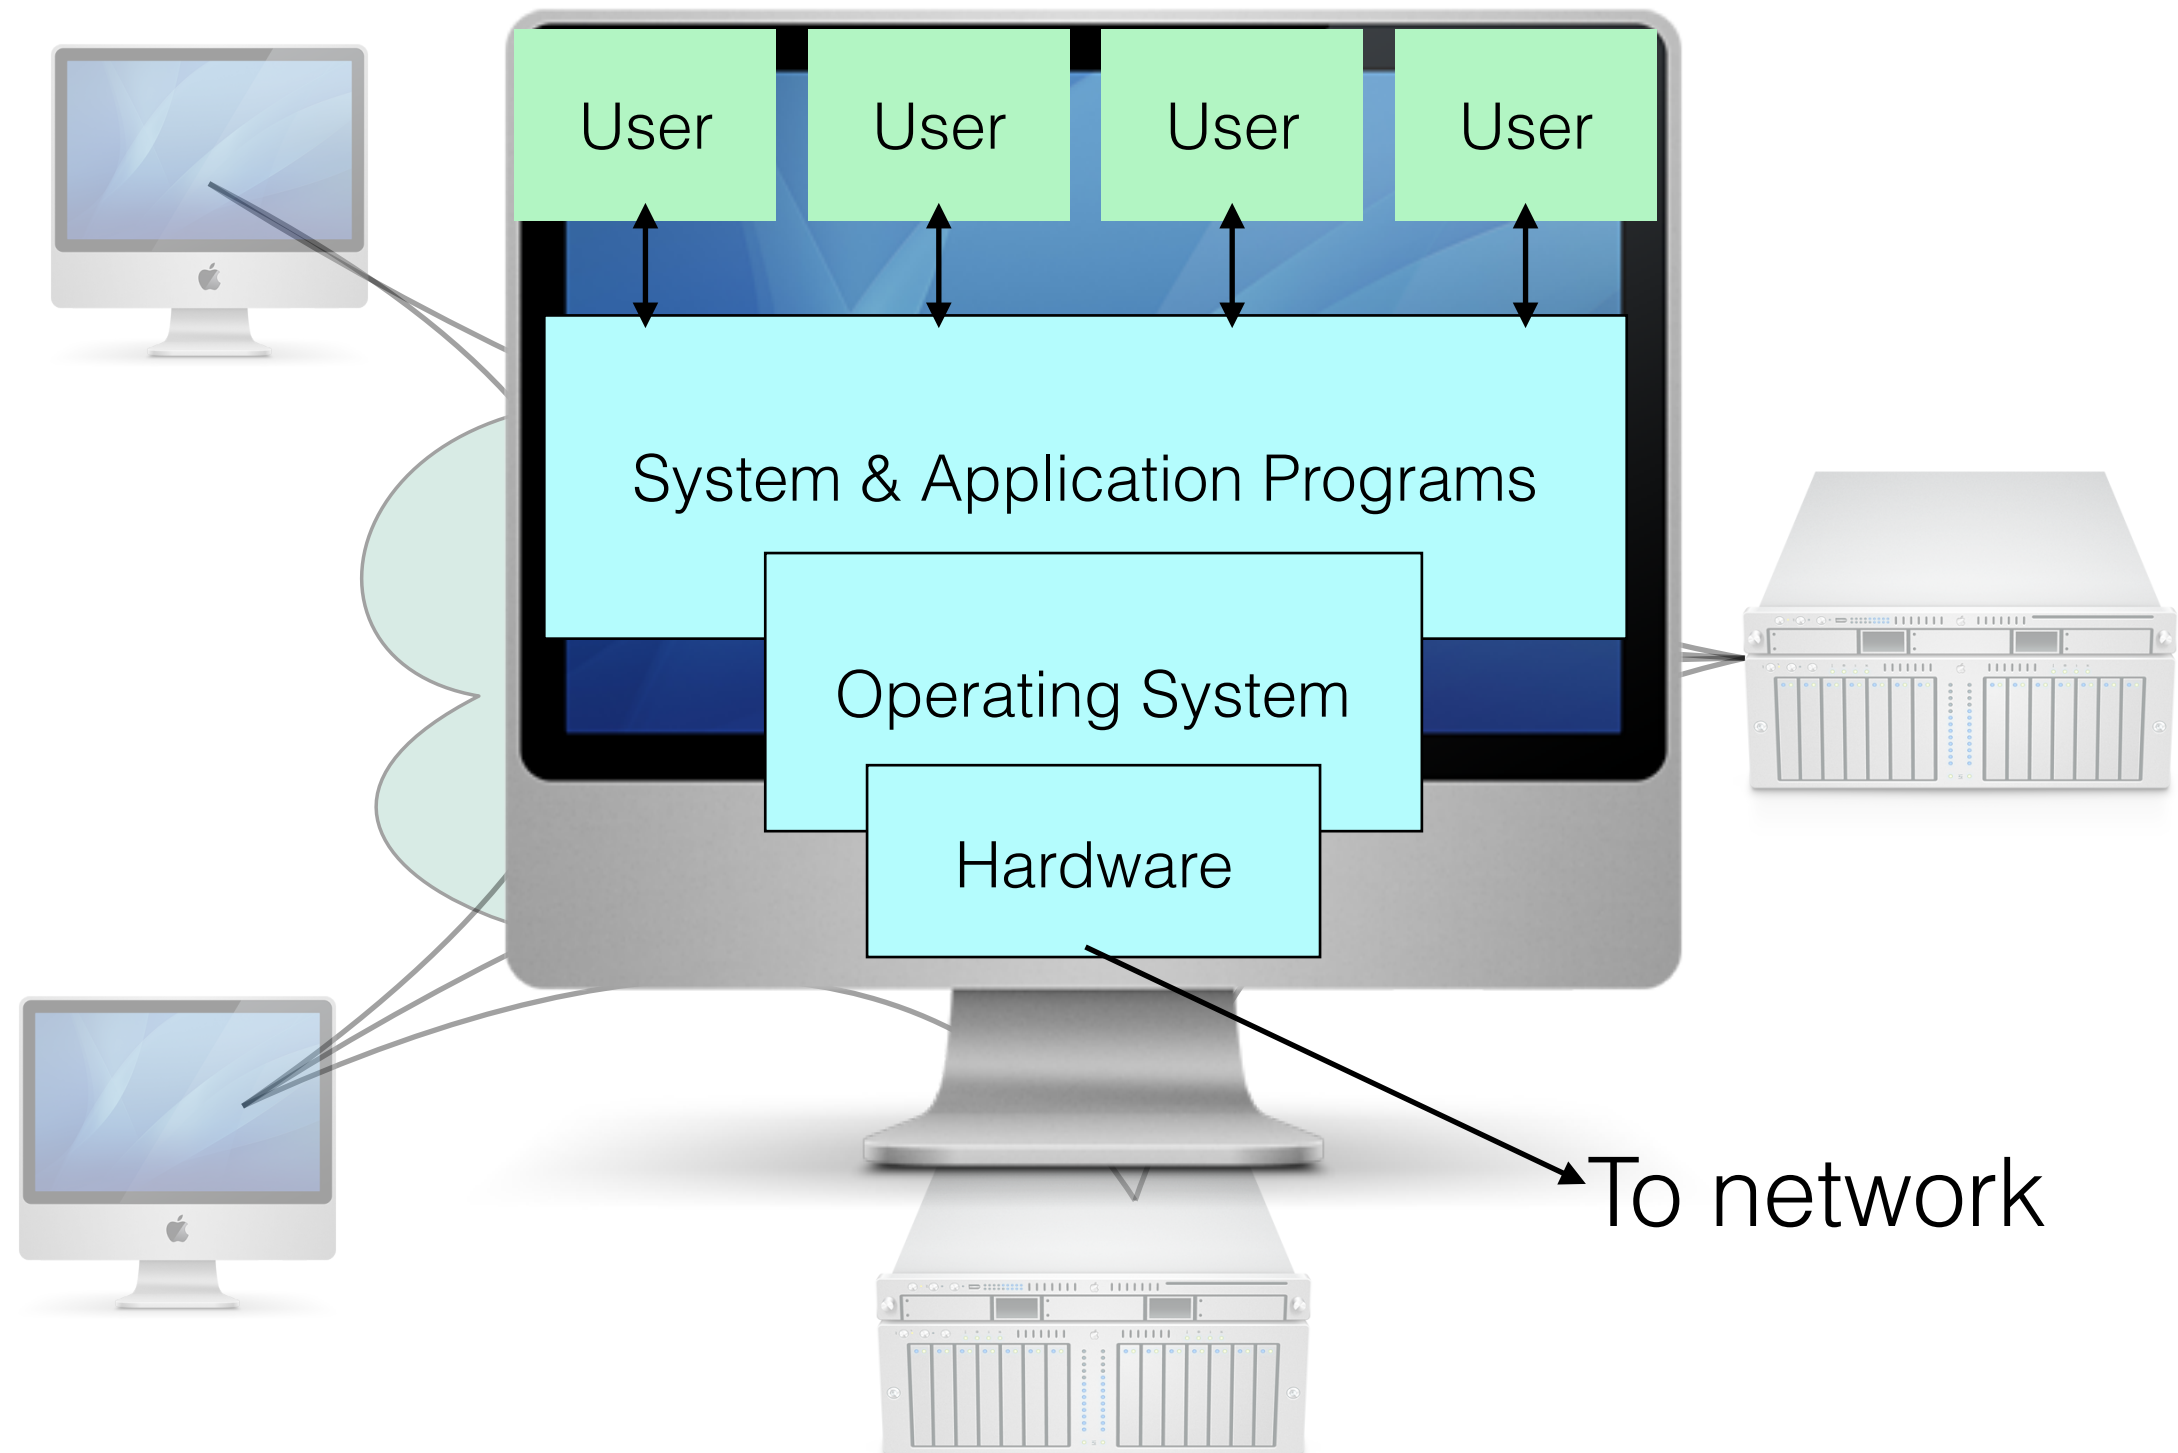 User
User
User
User
System & Application Programs
Operating System
Hardware
To network